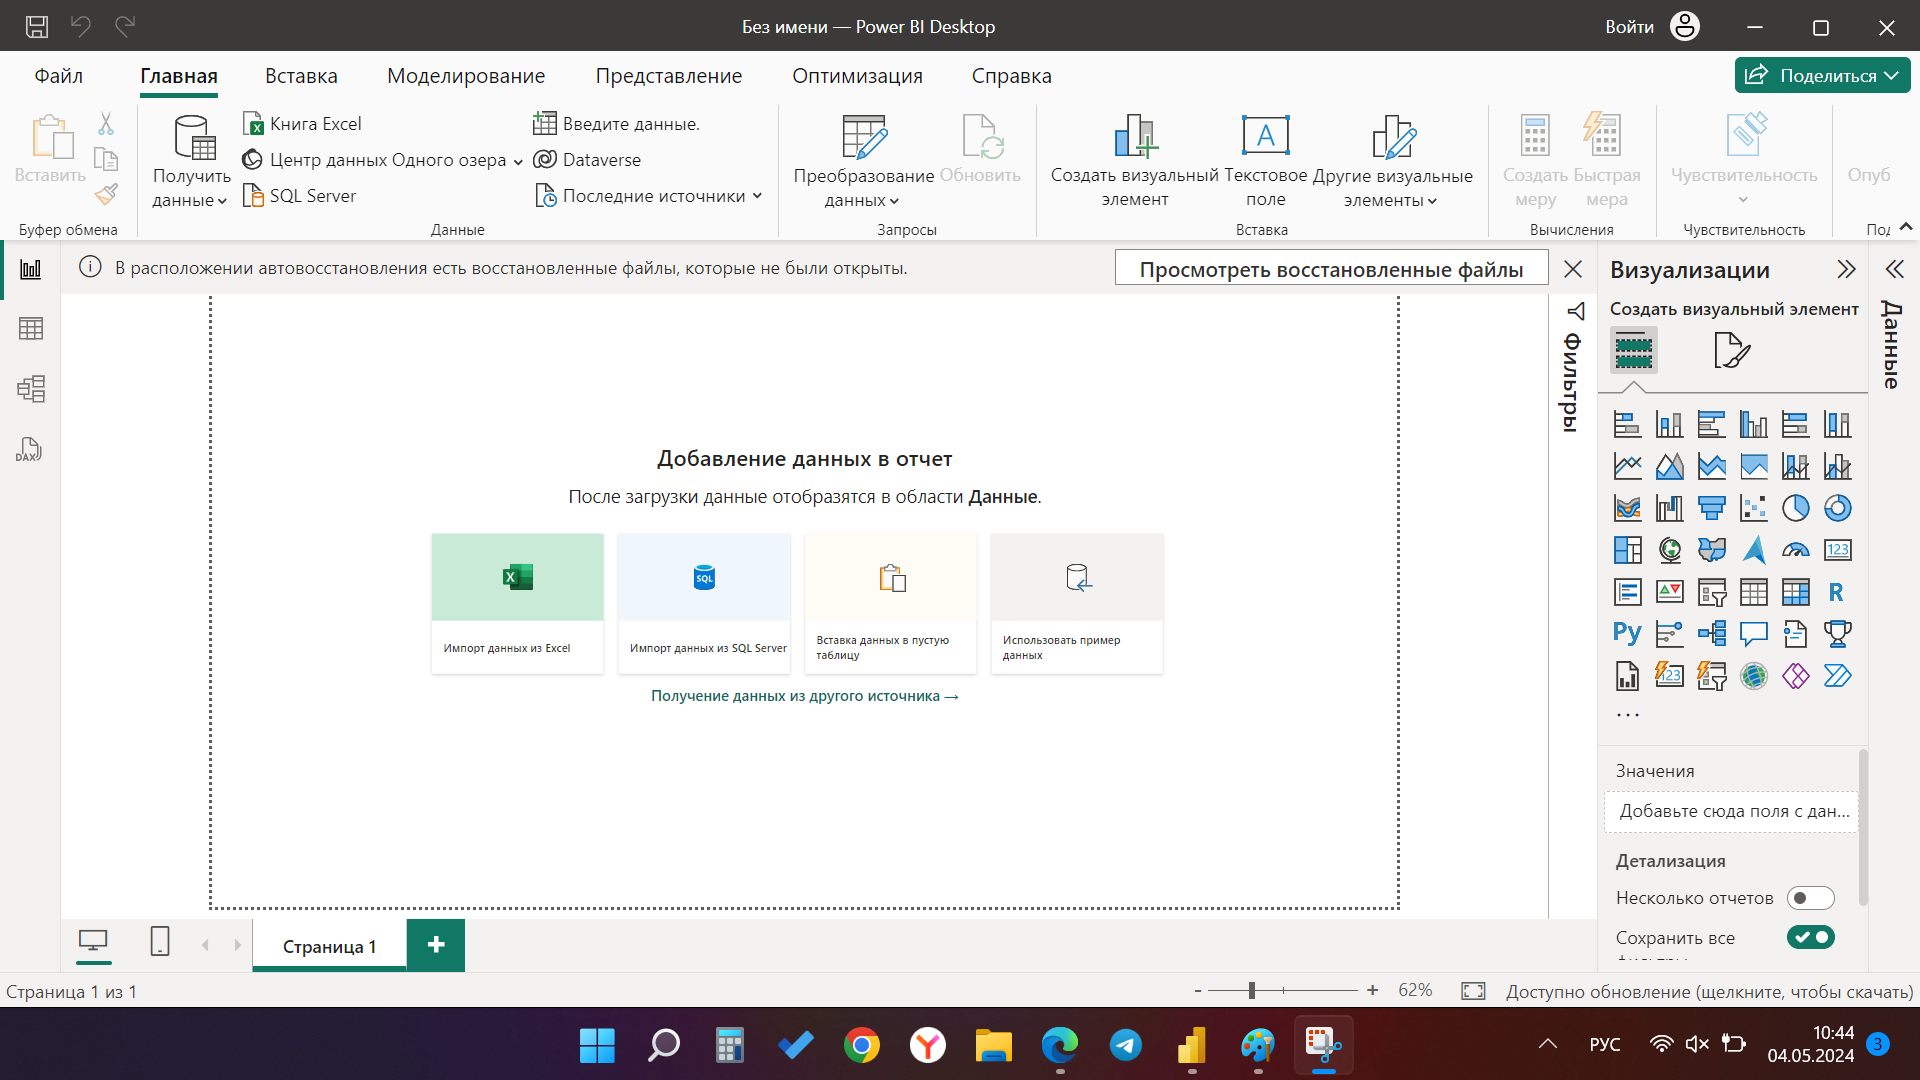 Без имени — Power BI Desktop
Войти
Файл
Главная
Вставка
Моделирование
Представление
Оптимизация
Справка
Поделиться
Вставить
Буфер обмена
Получить
данные
Книга Excel
Центр данных Одного озера
SQL Server
Введите данные.
Dataverse
Последние источники
Данные
Преобразование
данных
Обновить
Запросы
Создать визуальный
элемент
Текстовое
поле
Другие визуальные
элементы
Вставка
Создать
меру
Быстрая
мера
Вычисления
Чувствительность
Чувствительность
Опуб
В расположении автовосстановления есть восстановленные файлы, которые не были открыты.
Просмотреть восстановленные файлы
DAX
Добавление данных в отчет
После загрузки данные отобразятся в области Данные.
SQL
Импорт данных из Excel
Импорт данных из SQL Server
Вставка данных в пустую
таблицу
Использовать пример
данных
Получение данных из другого источника →
Фильтры
Визуализации
Создать визуальный элемент
123
R
Py
123
Значения
Добавьте сюда поля с дан...
Детализация
Несколько отчетов
Сохранить все
Данные
Страница 1
Страница 1 из 1
- + 62%
Доступно обновление (щелкните, чтобы скачать)
РУС
10:44
04.05.2024
3